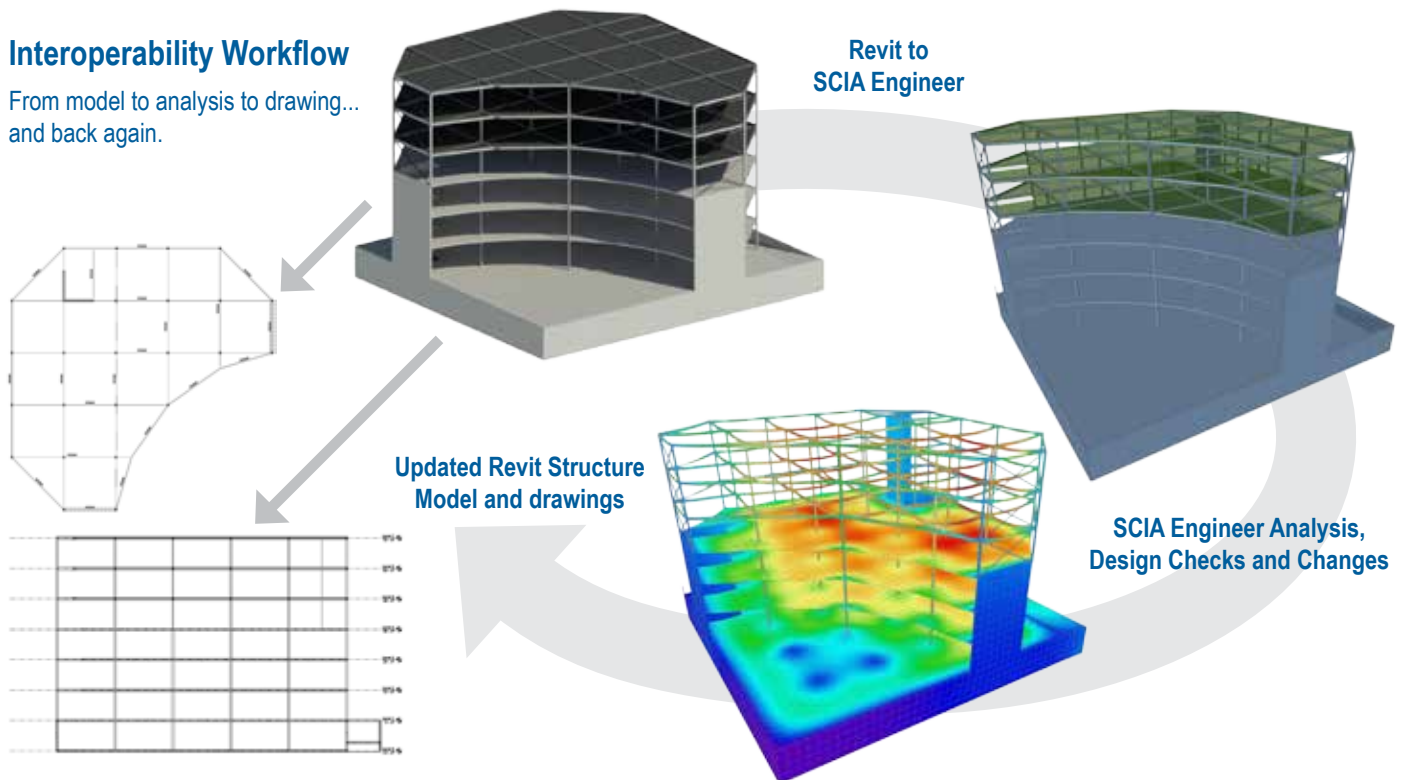 Interoperability Workflow
From model to analysis to drawing...
and back again.
Revit to
SCIA Engineer
Updated Revit Structure
Model and drawings
SCIA Engineer Analysis,
Design Checks and Changes